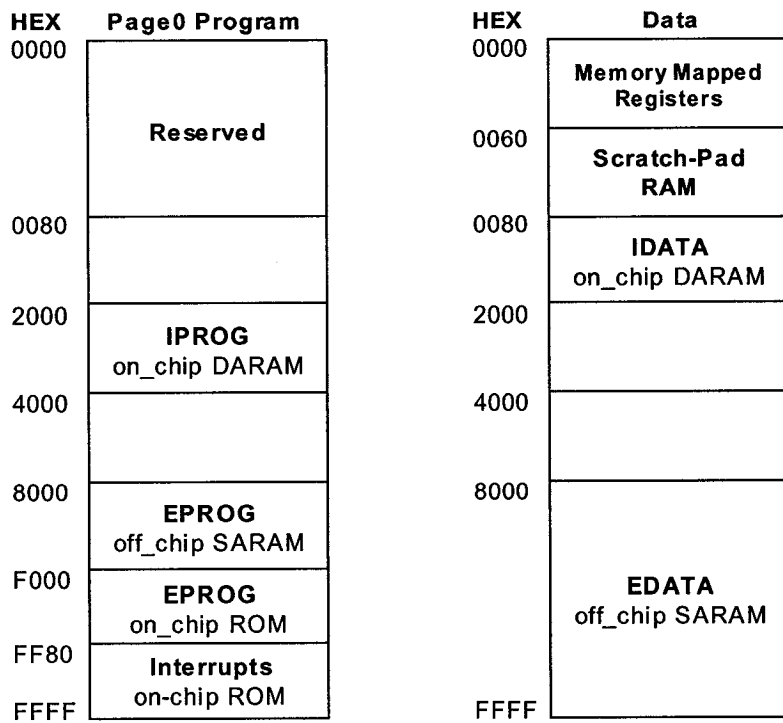 HEX Page0 Program
0000
Reserved
0080
2000
IPROG
on_chip DARAM
4000
8000
EPROG
off_chip SARAM
F000
EPROG
on_chip ROM
FF80
Interrupts
on-chip ROM
FFFF
HEX Data
0000
Memory Mapped
Registers
0060
Scratch-Pad
RAM
0080
IDATA
on_chip DARAM
2000
4000
8000
EDATA
off_chip SARAM
FFFF